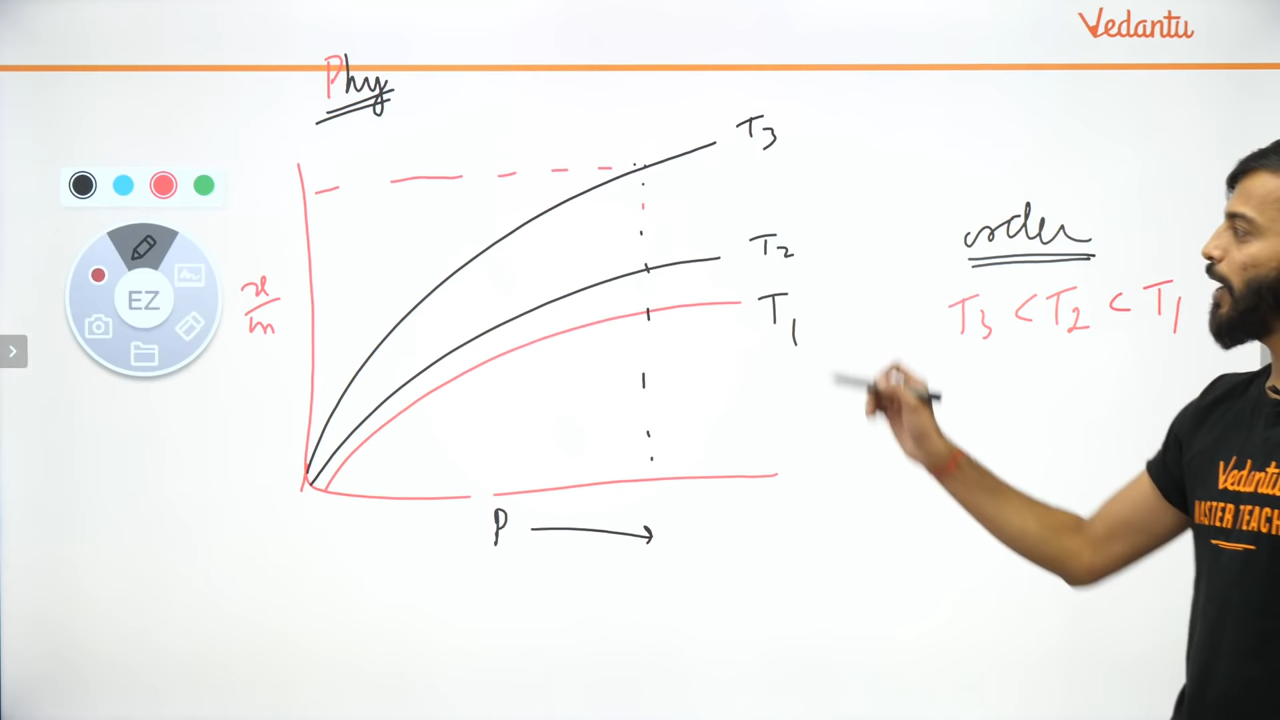 Vedantu
Phy
T3
T2
T1
x/m
EZ
P
order
T3 < T2 < T1
Vedantu
MASTER TEACH